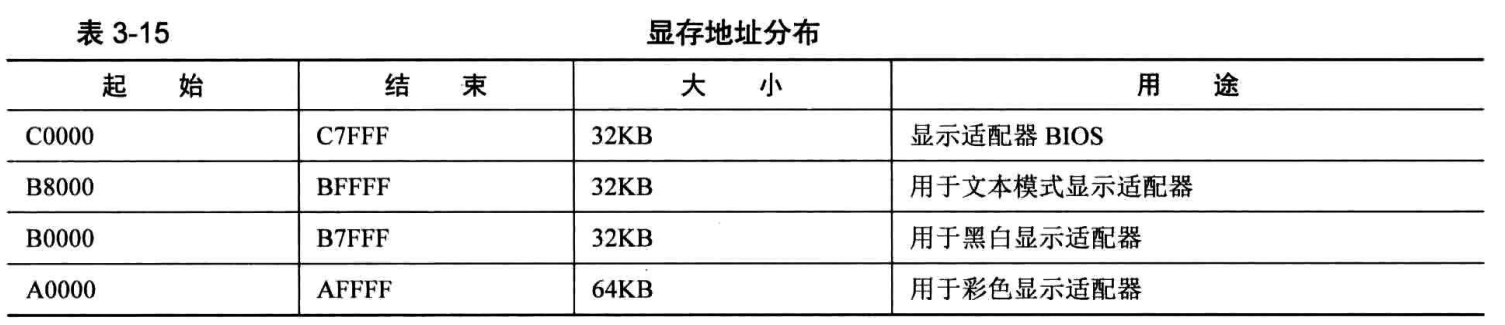 表 3-15 显存地址分布
起 始 结 束 大 小 用 途
C0000 C7FFF 32KB 显示适配器 BIOS
B8000 BFFFF 32KB 用于文本模式显示适配器
B0000 B7FFF 32KB 用于黑白显示适配器
A0000 AFFFF 64KB 用于彩色显示适配器